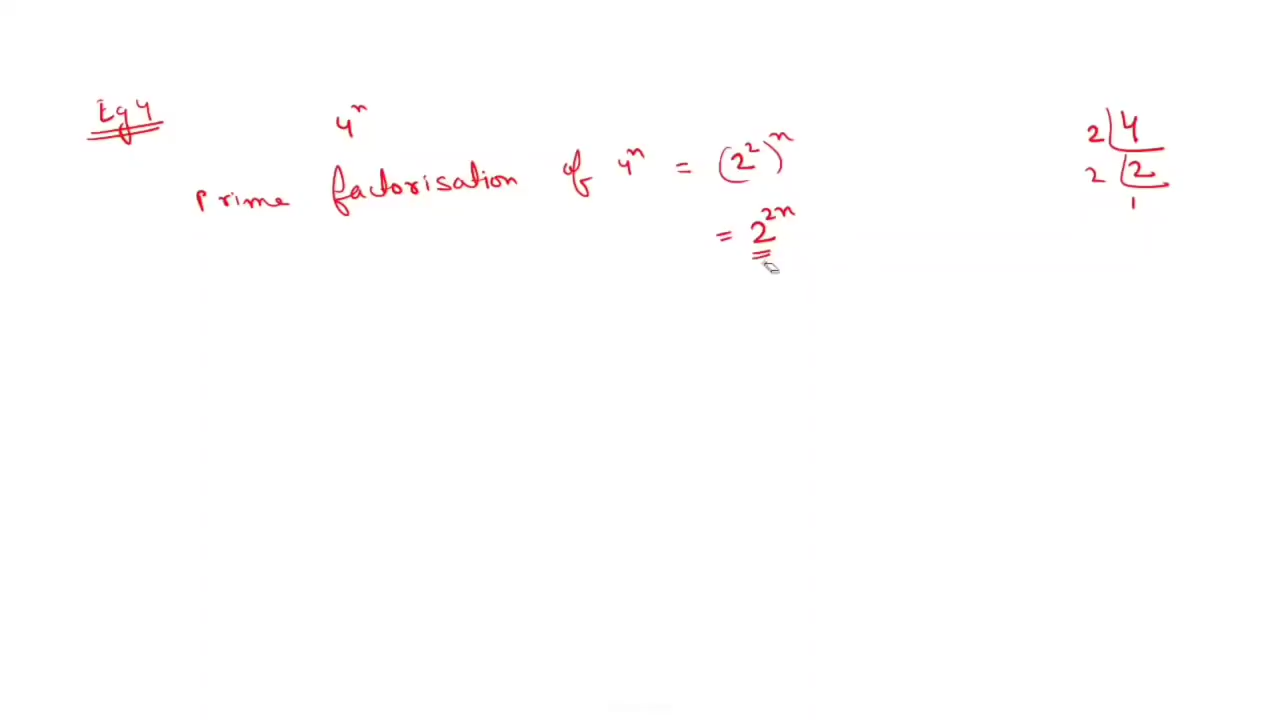 Eg 4
4ⁿ
Prime factorisation of 4ⁿ = (2²)ⁿ
= 2²ⁿ
2 4
2 2
1